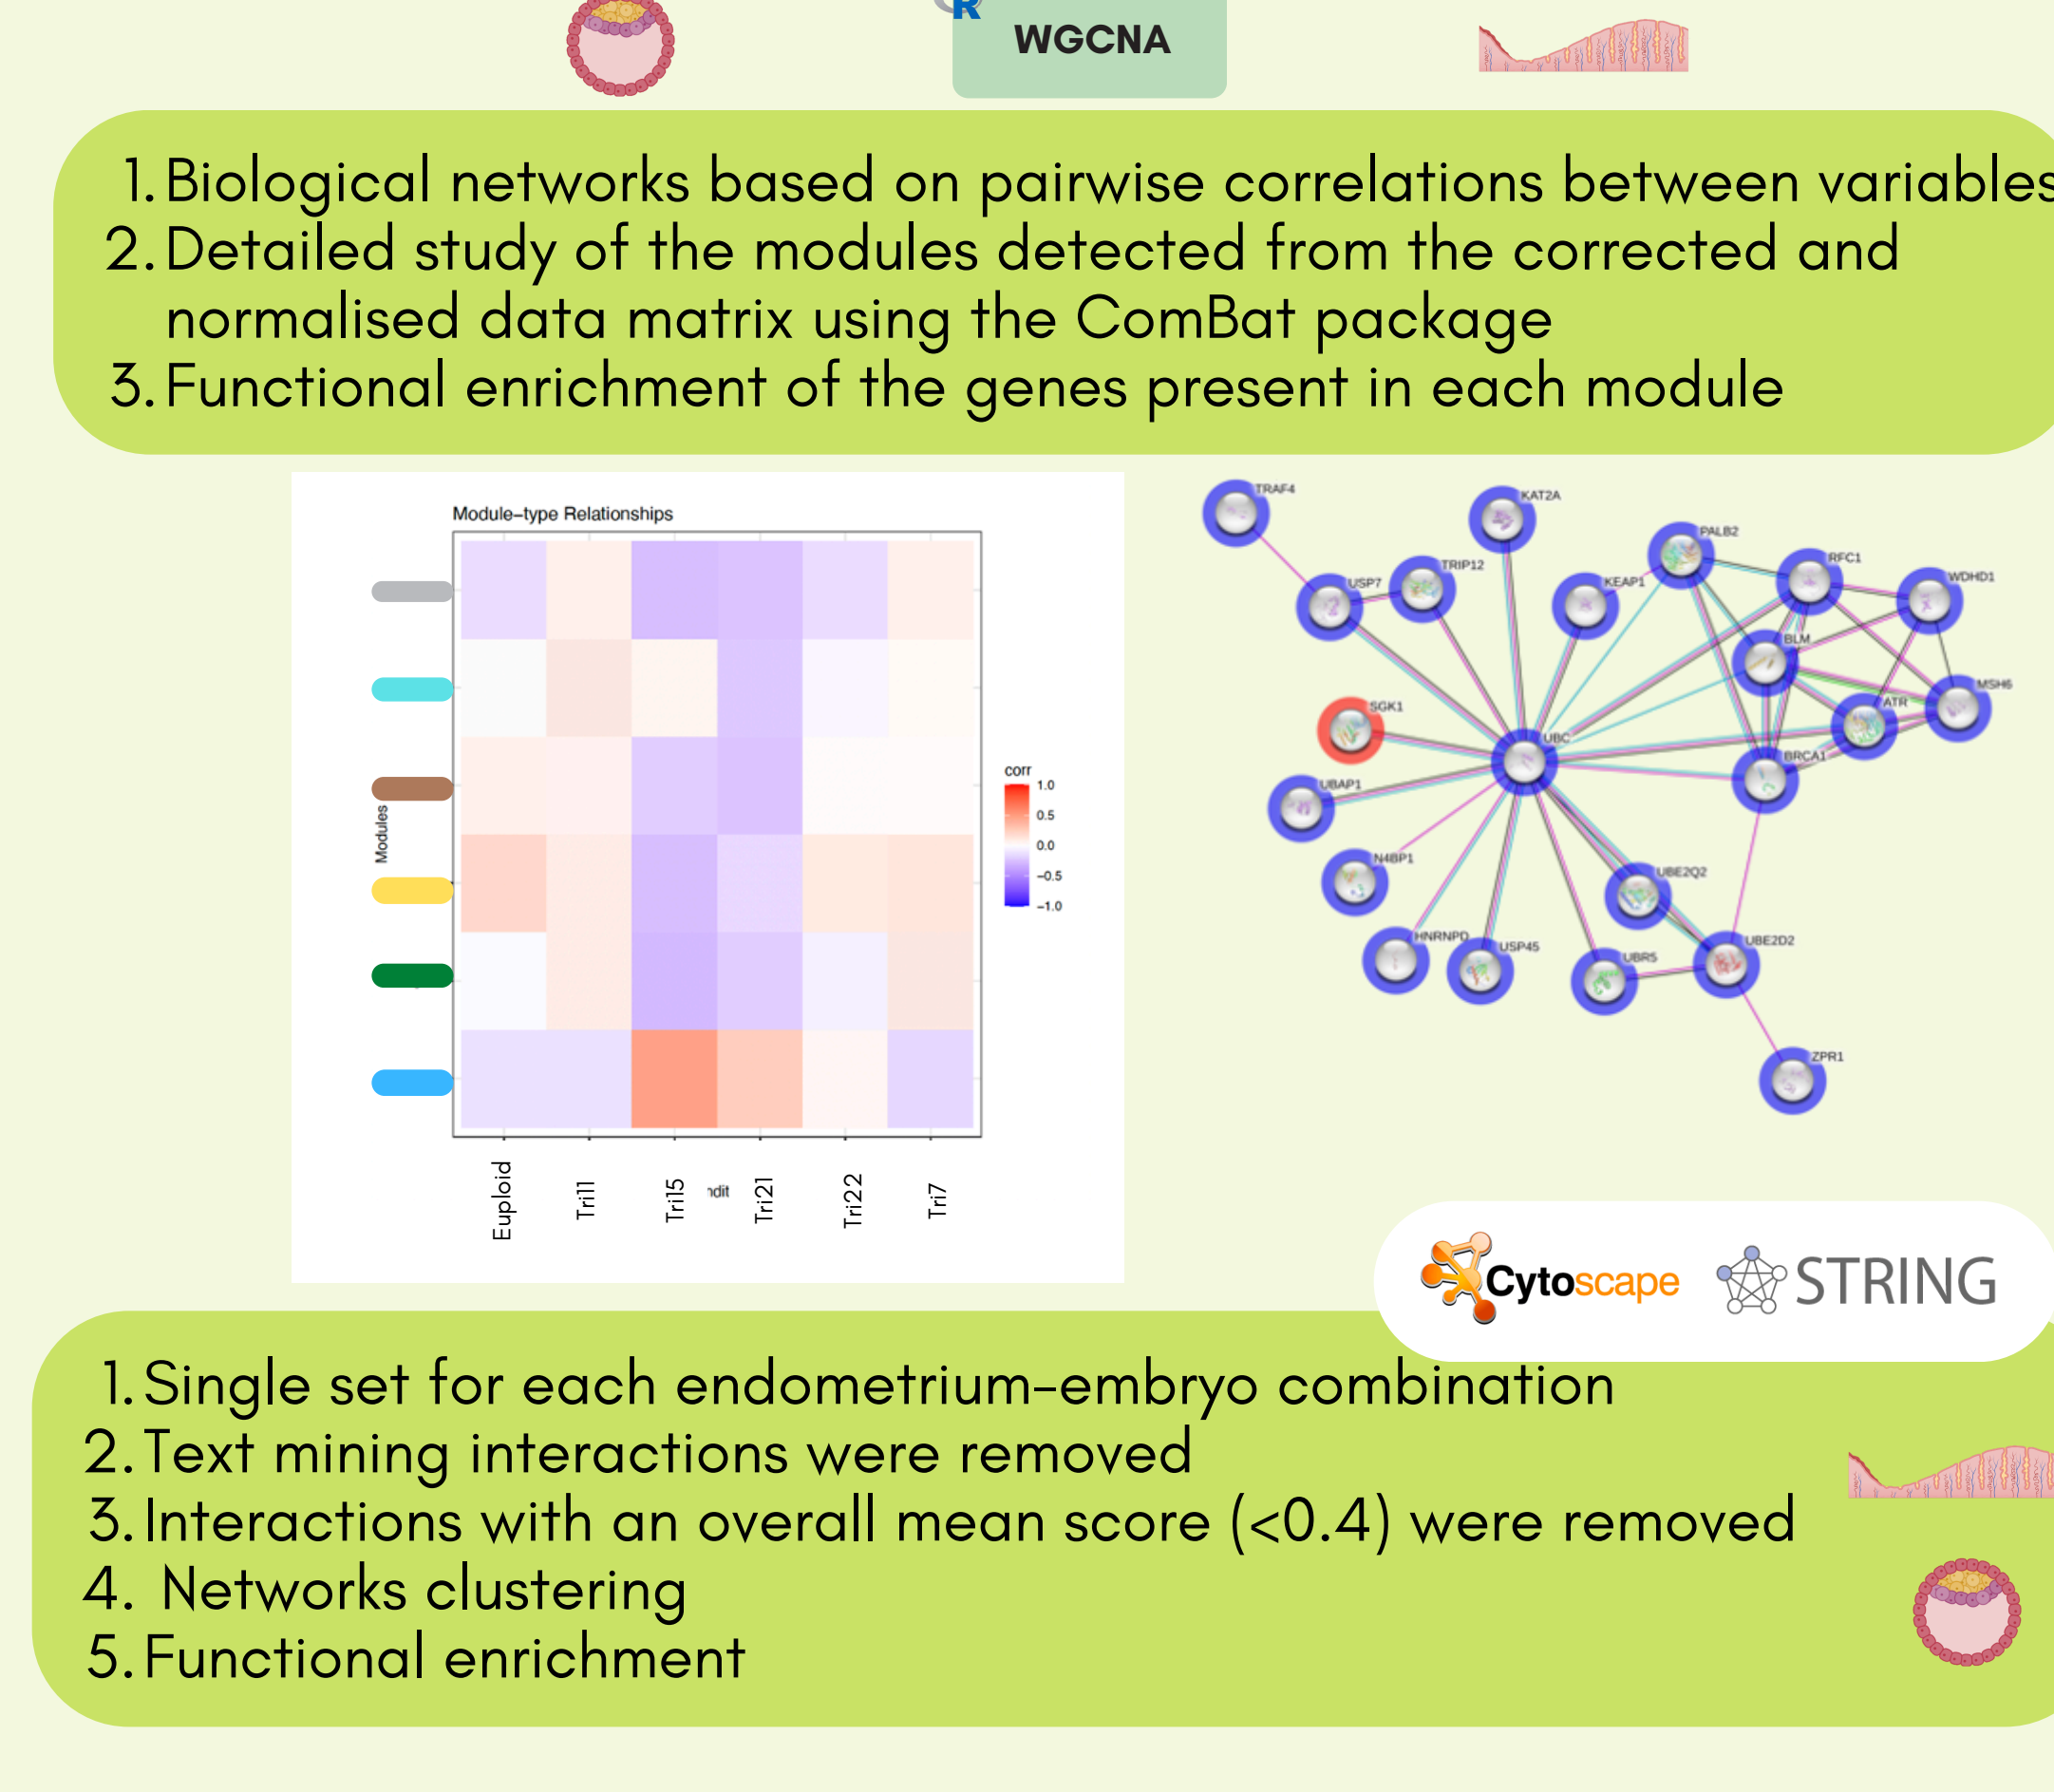 R
WGCNA
1. Biological networks based on pairwise correlations between variables
2. Detailed study of the modules detected from the corrected and
normalised data matrix using the ComBat package
3. Functional enrichment of the genes present in each module
Module-type Relationships
Modules
corr
1.0
0.5
0.0
-0.5
-1.0
Euploid
Tri11
Tri15
ndit
Tri21
Tri22
Tri7
TRAF4
KAT2A
PALB2
RFC1
WDHD1
USP7
TRIP12
KEAP1
BLM
MSH6
SGK1
ATR
UBC
BRCA1
UBAP1
N4BP1
UBE2Q2
HNRNPD
USP45
UBR5
UBE2D2
ZPR1
Cytoscape
STRING
1. Single set for each endometrium-embryo combination
2. Text mining interactions were removed
3. Interactions with an overall mean score (<0.4) were removed
4. Networks clustering
5. Functional enrichment